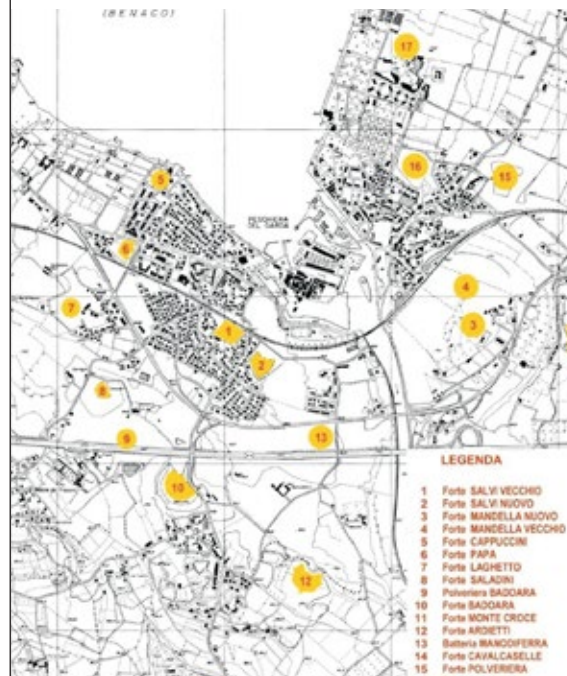 (BENACO)
17
16
15
5
PESCHIERA
DEL GARDA
6
4
7
3
1
2
8
9
13
10
12
LEGENDA
1 Forte SALVI VECCHIO
2 Forte SALVI NUOVO
3 Forte MANDELLA NUOVO
4 Forte MANDELLA VECCHIO
5 Forte CAPPUCCINI
6 Forte PAPA
7 Forte LAGHETTO
8 Forte SALADINI
9 Polveriera BADOARA
10 Forte BADOARA
11 Forte MONTE CROCE
12 Forte ARDIETTI
13 Batteria MANODIFERRA
14 Forte CAVALCASELLE
15 Forte POLVERIERA